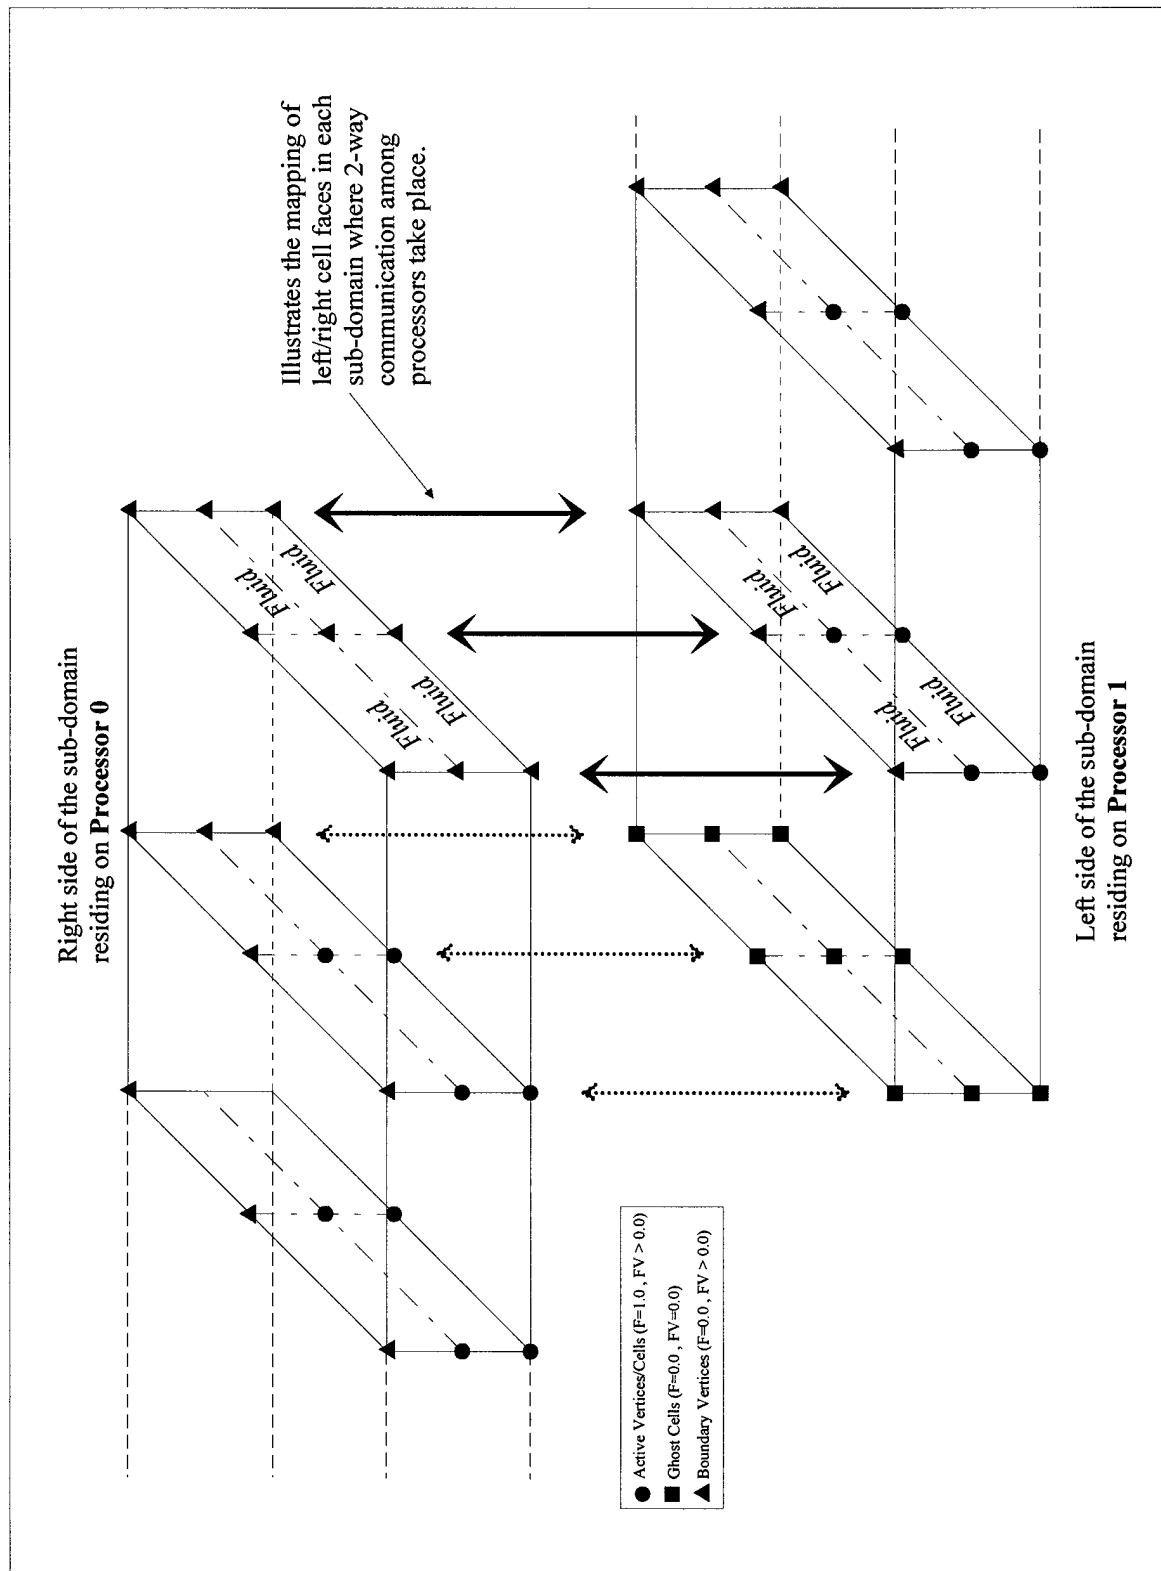 Right side of the sub-domain
residing on Processor 0
Illustrates the mapping of
left/right cell faces in each
sub-domain where 2-way
communication among
processors take place.
Fluid
Fluid
Fluid
Fluid
Fluid
Fluid
Fluid
Fluid
Active Vertices/Cells (F=1.0 , FV > 0.0)
Ghost Cells (F=0.0 , FV=0.0)
Boundary Vertices (F=0.0 , FV > 0.0)
Left side of the sub-domain
residing on Processor 1